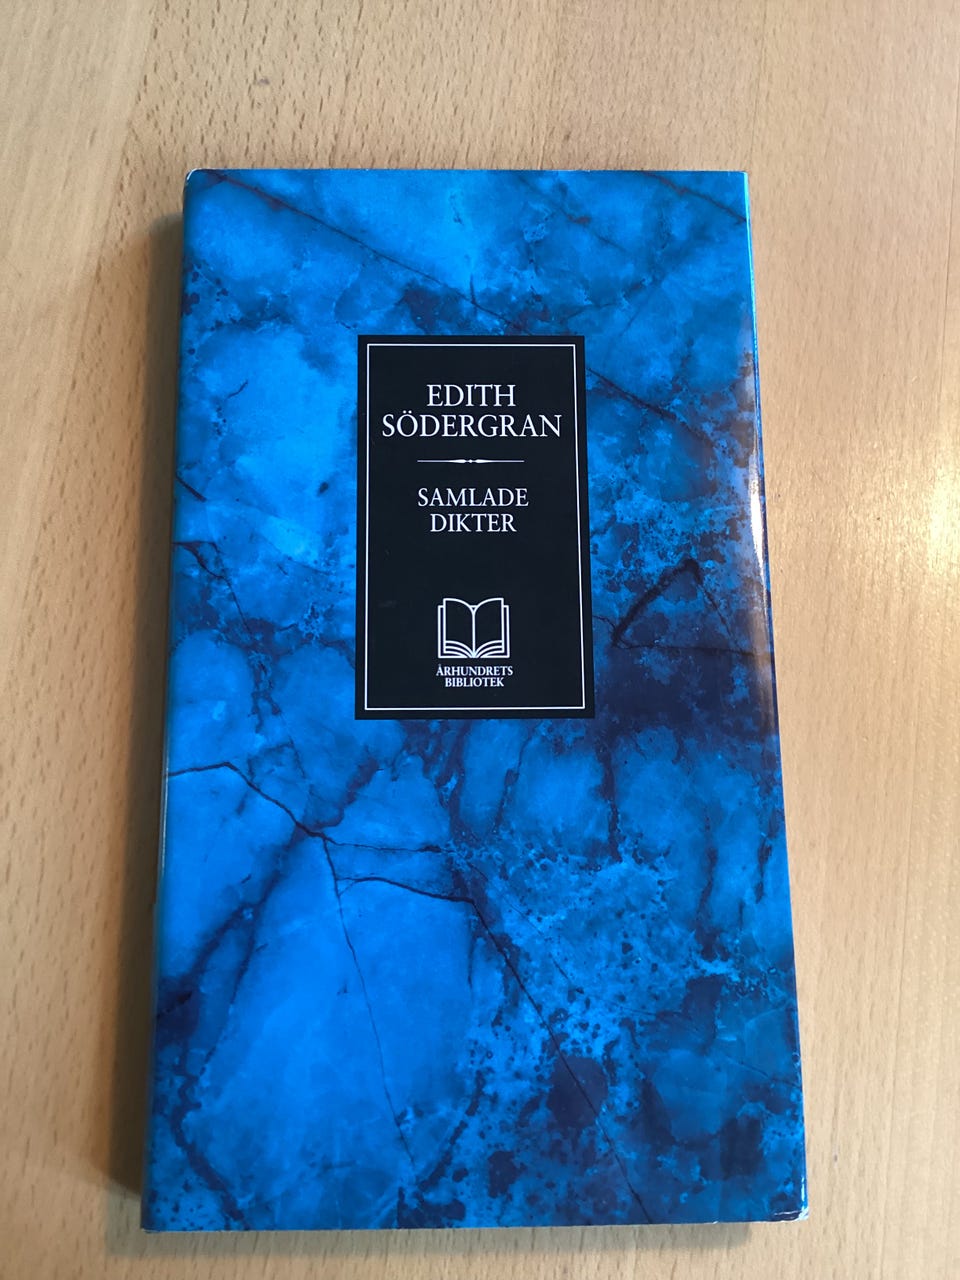 EDITH
SÖDERGRAN
SAMLADE
DIKTER
ÅRHUNDRETS
BIBLIOTEK